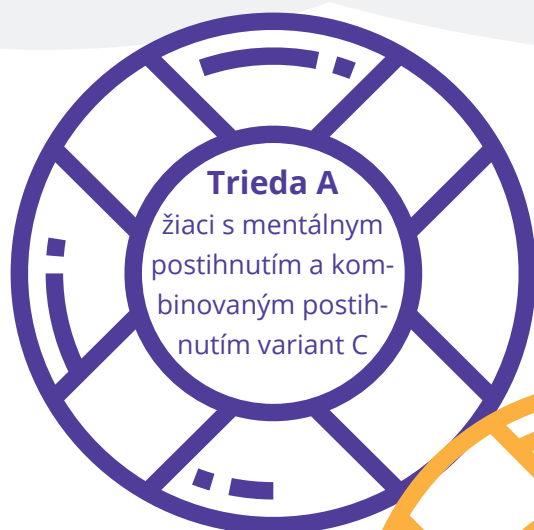 Trieda A
žiaci s mentálnym
postihnutím a kom-
binovaným postih-
nutím variant C